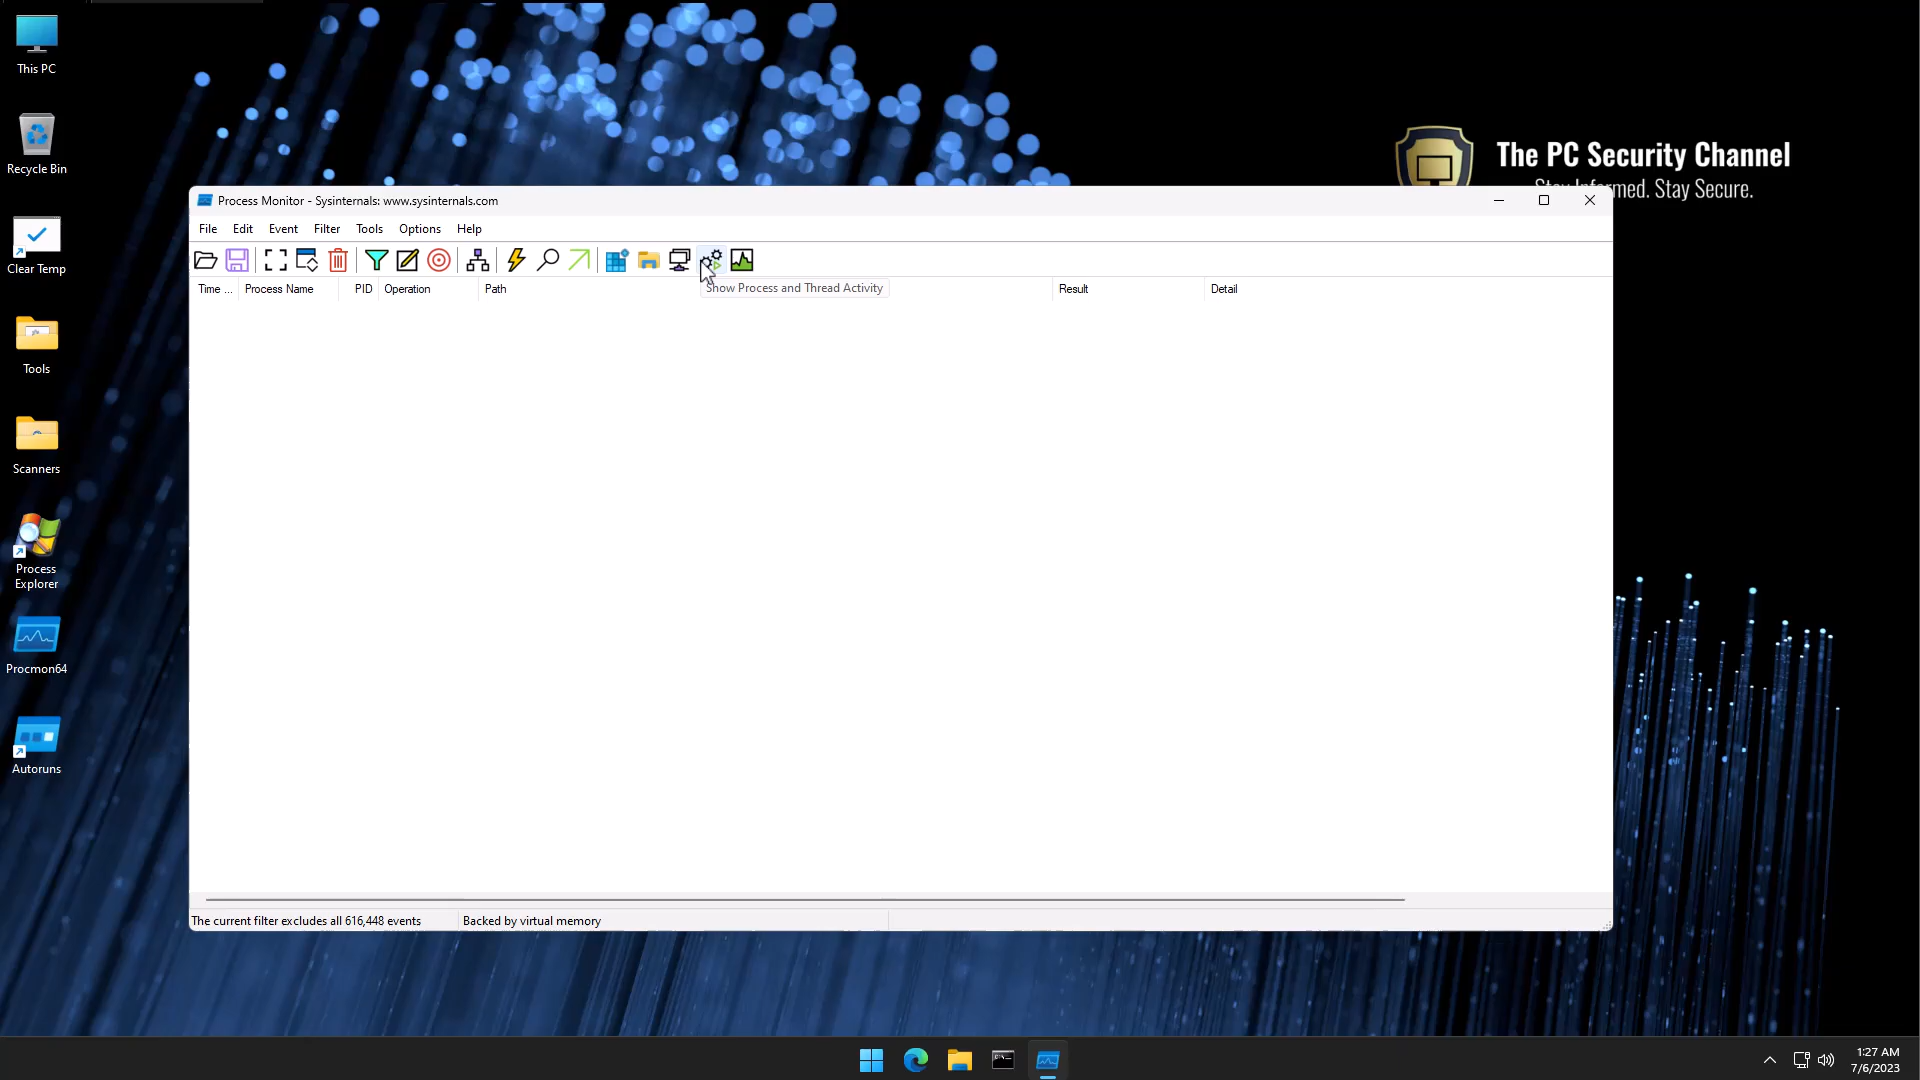 This PC
Recycle Bin
Clear Temp
Tools
Scanners
Process
Explorer
Procmon64
Autoruns
The PC Security Channel
Stay Informed. Stay Secure.
Process Monitor - Sysinternals: www.sysinternals.com
File Edit Event Filter Tools Options Help
Time ... Process Name PID Operation Path Result Detail
Show Process and Thread Activity
The current filter excludes all 616,448 events Backed by virtual memory
1:27 AM
7/6/2023